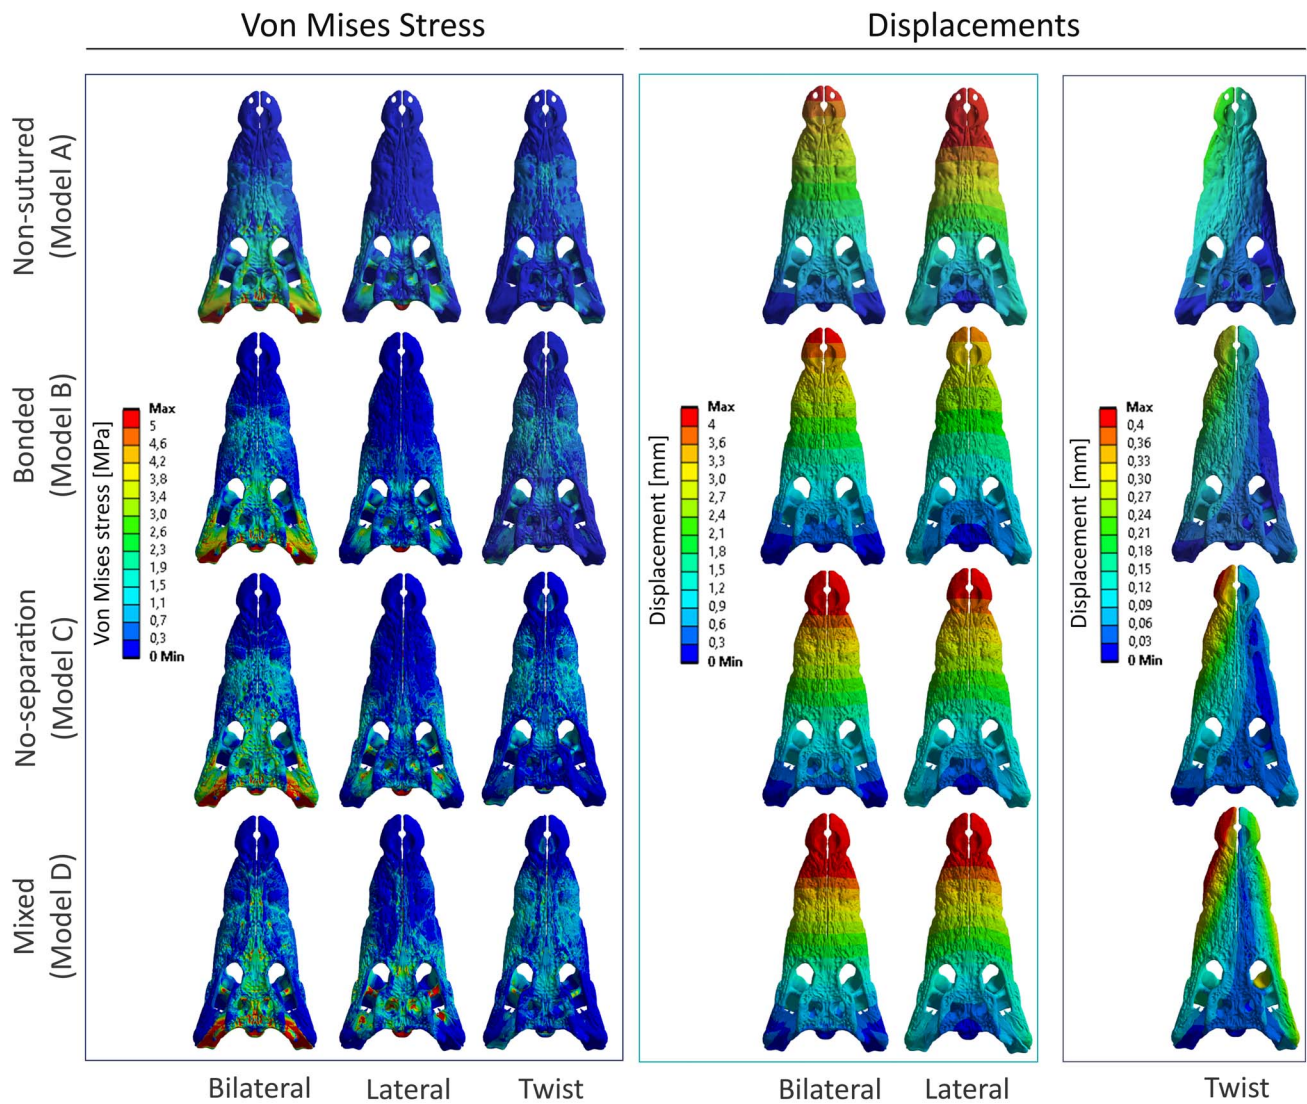 Von Mises Stress
Displacements
Non-sutured
(Model A)
Bonded
(Model B)
No-separation
(Model C)
Mixed
(Model D)
Von Mises stress [MPa]
Max
5
4,6
4,2
3,8
3,4
3,0
2,6
2,3
1,9
1,5
1,1
0,7
0,3
0 Min
Displacement [mm]
Max
4
3,6
3,3
3,0
2,7
2,4
2,1
1,8
1,5
1,2
0,9
0,6
0,3
0 Min
Displacement [mm]
Max
0,4
0,36
0,33
0,30
0,27
0,24
0,21
0,18
0,15
0,12
0,09
0,06
0,03
0 Min
Bilateral
Lateral
Twist
Bilateral
Lateral
Twist